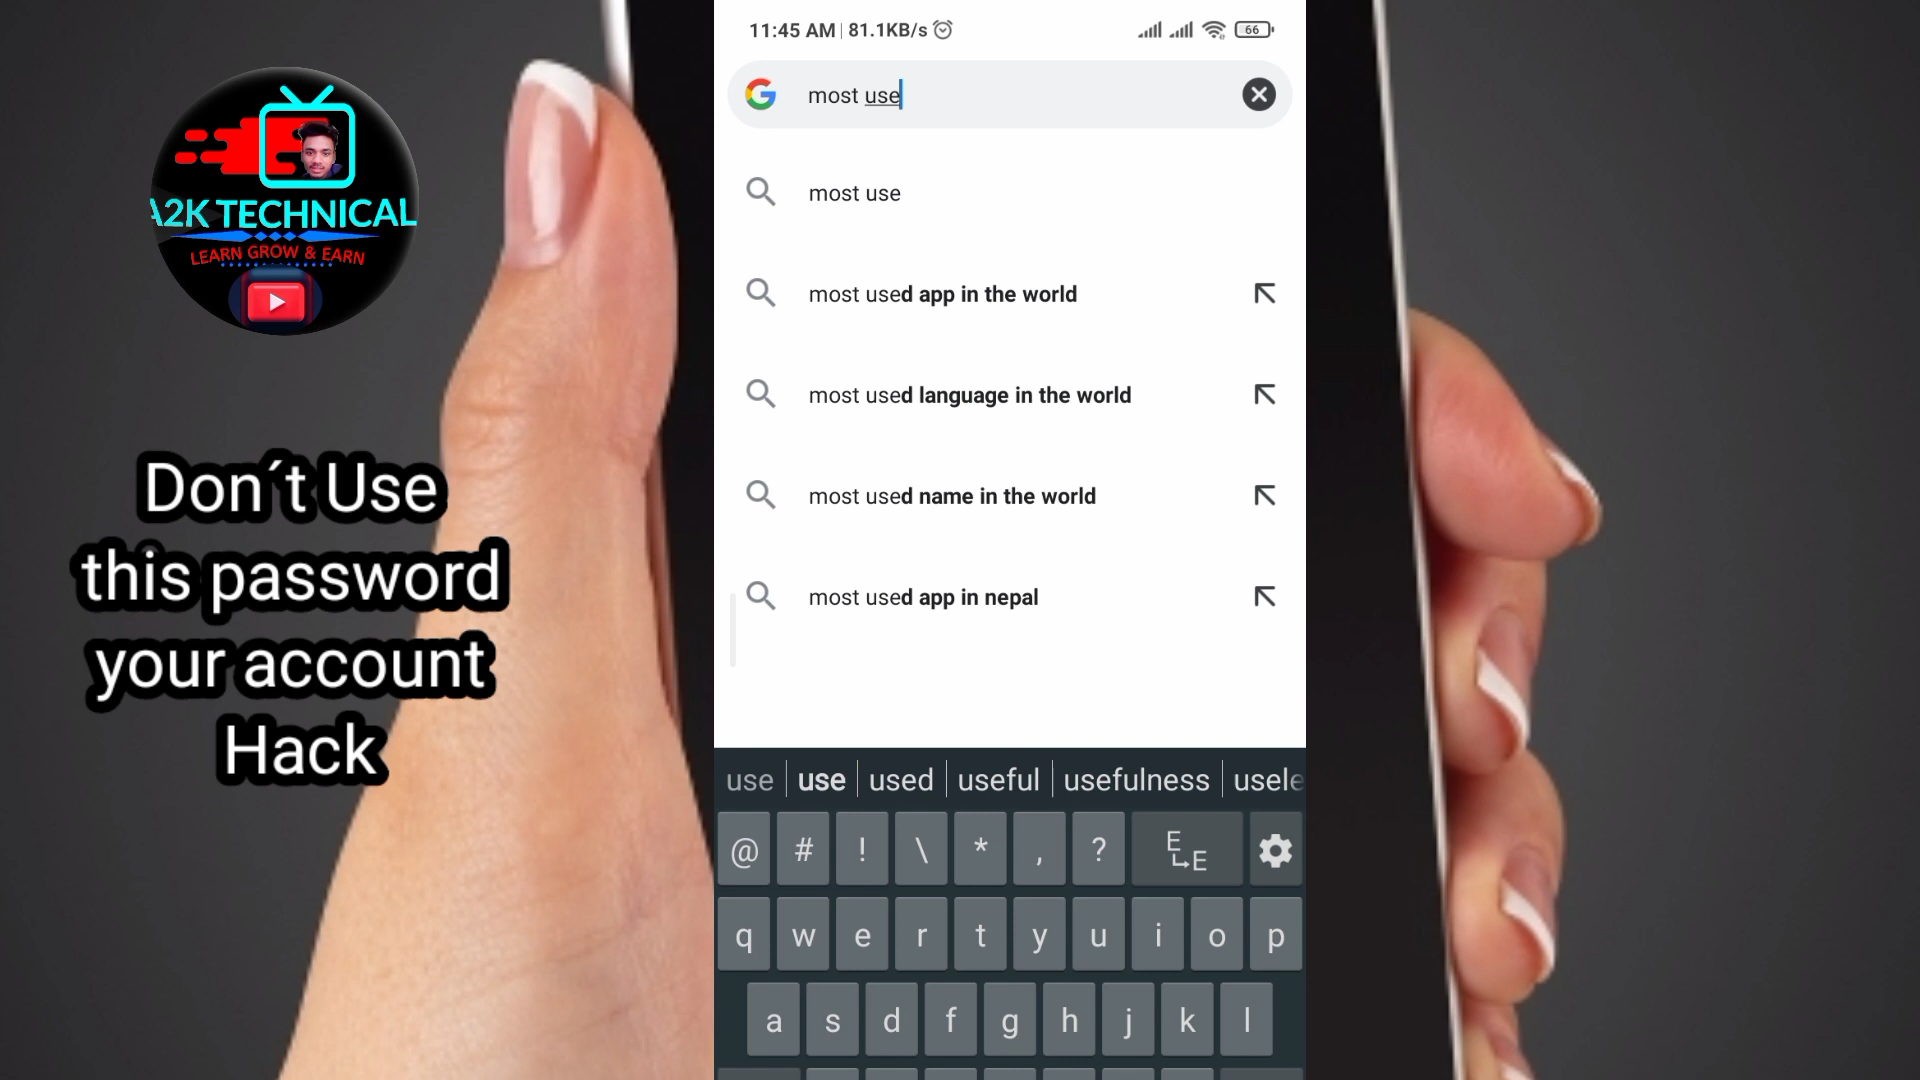 A2K TECHNICAL
LEARN GROW & EARN
Don´t Use
this password
your account
Hack
11:45 AM | 81.1KB/s
66
most use
most use
most used app in the world
most used language in the world
most used name in the world
most used app in nepal
use use used useful usefulness usele
@ # ! \ * , ? E E
q w e r t y u i o p
a s d f g h j k l